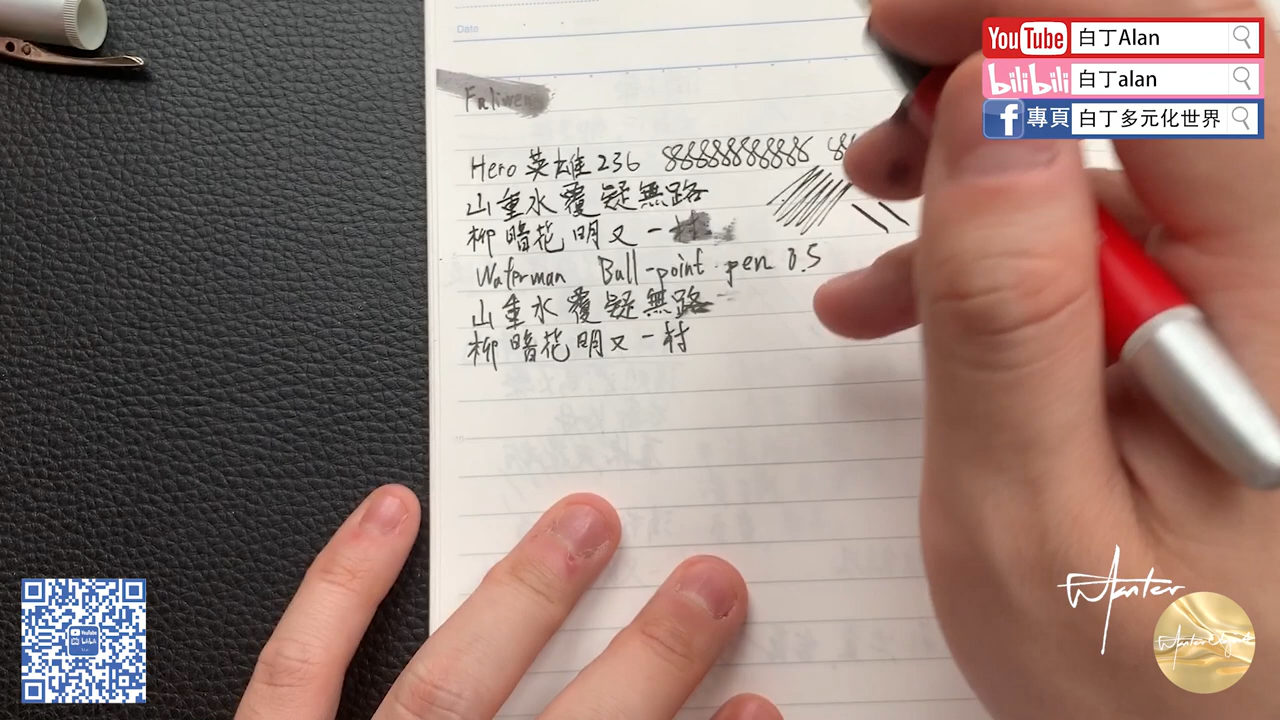 Date
Hero 英雄 236 8888888888 88
山重水覆疑無路
柳暗花明又一村
Waterman Ball-point pen 0.5
山重水覆疑無路
柳暗花明又一村
YouTube 白丁Alan
bilibili 白丁alan
f 專頁 白丁多元化世界